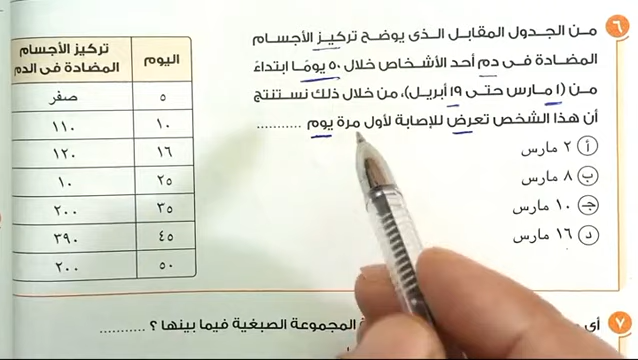 ٦
من الجدول المقابل الذى يوضح تركيز الأجسام
المضادة فى دم أحد الأشخاص خلال ٥٠ يومًا ابتداءً
من (١ مارس حتى ١٩ أبريل)، من خلال ذلك نستنتج
أن هذا الشخص تعرض للإصابة لأول مرة يوم ...........
أ ٢ مارس
ب ٨ مارس
جـ ١٠ مارس
د ١٦ مارس
اليوم تركيز الأجسام المضادة فى الدم
٥ صفر
١٠ ١١٠
١٦ ١٢٠
٢٥ ١٠
٣٥ ٢٠٠
٤٥ ٣٩٠
٥٠ ٢٠٠
٧
المجموعة الصبغية فيما بينها ؟ ...........